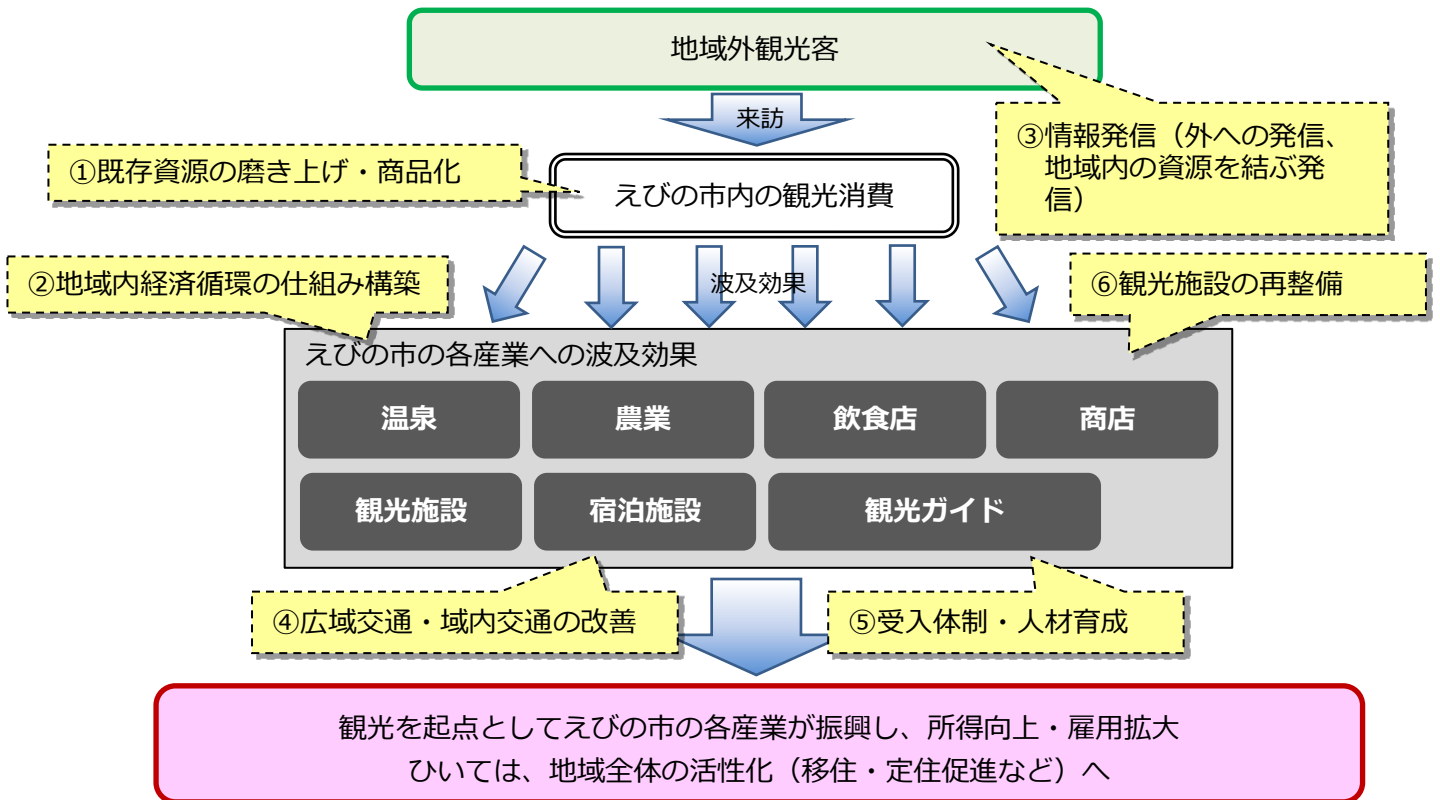 地域外観光客
来訪
③情報発信（外への発信、
地域内の資源を結ぶ発
信）
①既存資源の磨き上げ・商品化
えびの市内の観光消費
②地域内経済循環の仕組み構築
波及効果
⑥観光施設の再整備
えびの市の各産業への波及効果
温泉
農業
飲食店
商店
観光施設
宿泊施設
観光ガイド
④広域交通・域内交通の改善
⑤受入体制・人材育成
観光を起点としてえびの市の各産業が振興し、所得向上・雇用拡大
ひいては、地域全体の活性化（移住・定住促進など）へ